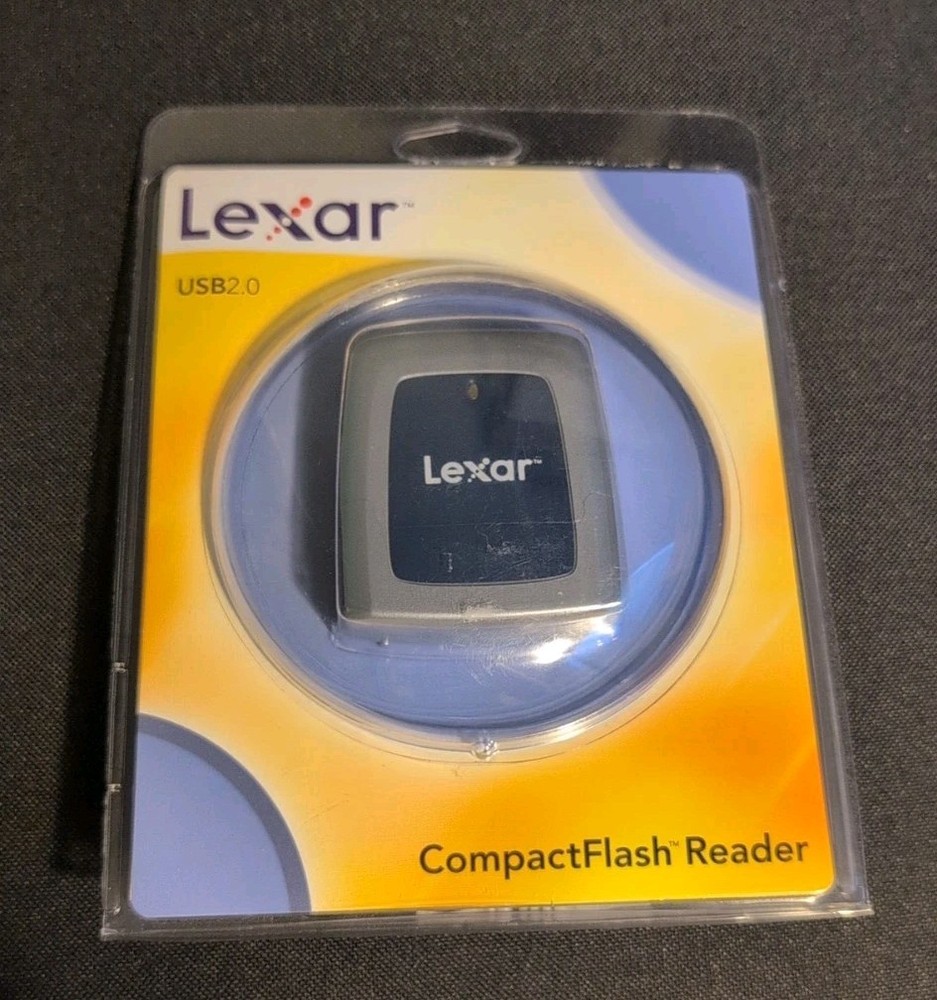 Lexar™
USB2.0
Lexar™
CompactFlash™ Reader